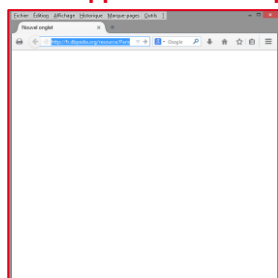 Fichier Édition Affichage Historique Marque-pages Outils ?
Nouvel onglet
http://fr.dbpedia.org/resource/Paris
Google